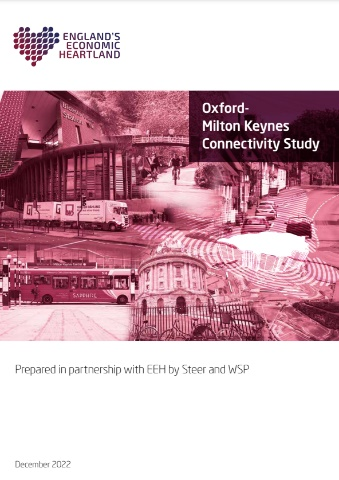 ENGLAND'S
ECONOMIC
HEARTLAND
Oxford-
Milton Keynes
Connectivity Study
SAPPHIRE
Prepared in partnership with EEH by Steer and WSP
December 2022